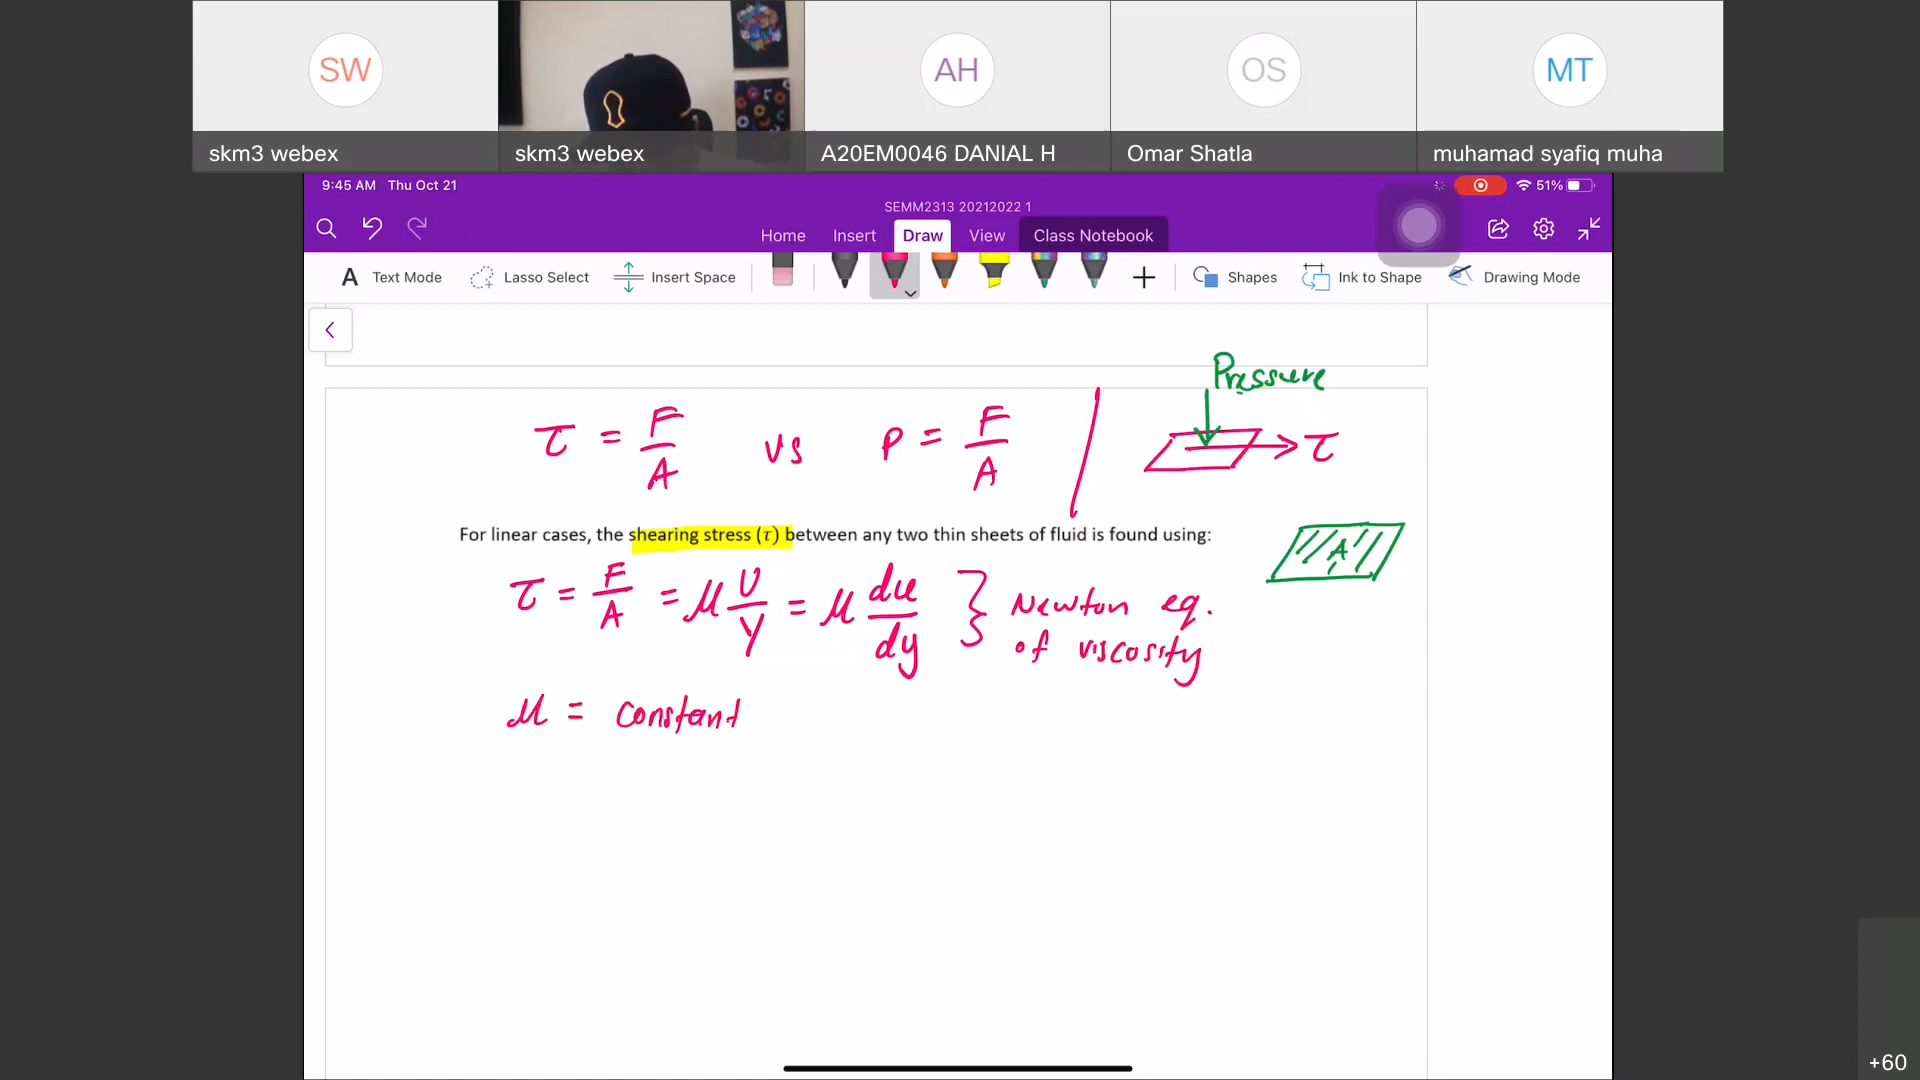 SW
AH
OS
MT
skm3 webex
skm3 webex
A20EM0046 DANIAL H
Omar Shatla
muhamad syafiq muha
9:45 AM Thu Oct 21
51%
SEMM2313 20212022 1
Home Insert Draw View Class Notebook
A Text Mode Lasso Select Insert Space Shapes Ink to Shape Drawing Mode
Pressure
τ = F/A vs P = F/A
τ
For linear cases, the shearing stress (τ) between any two thin sheets of fluid is found using:
A
τ = F/A = μ U/Y = μ du/dy } Newton eq.
of viscosity
μ = constant
+60